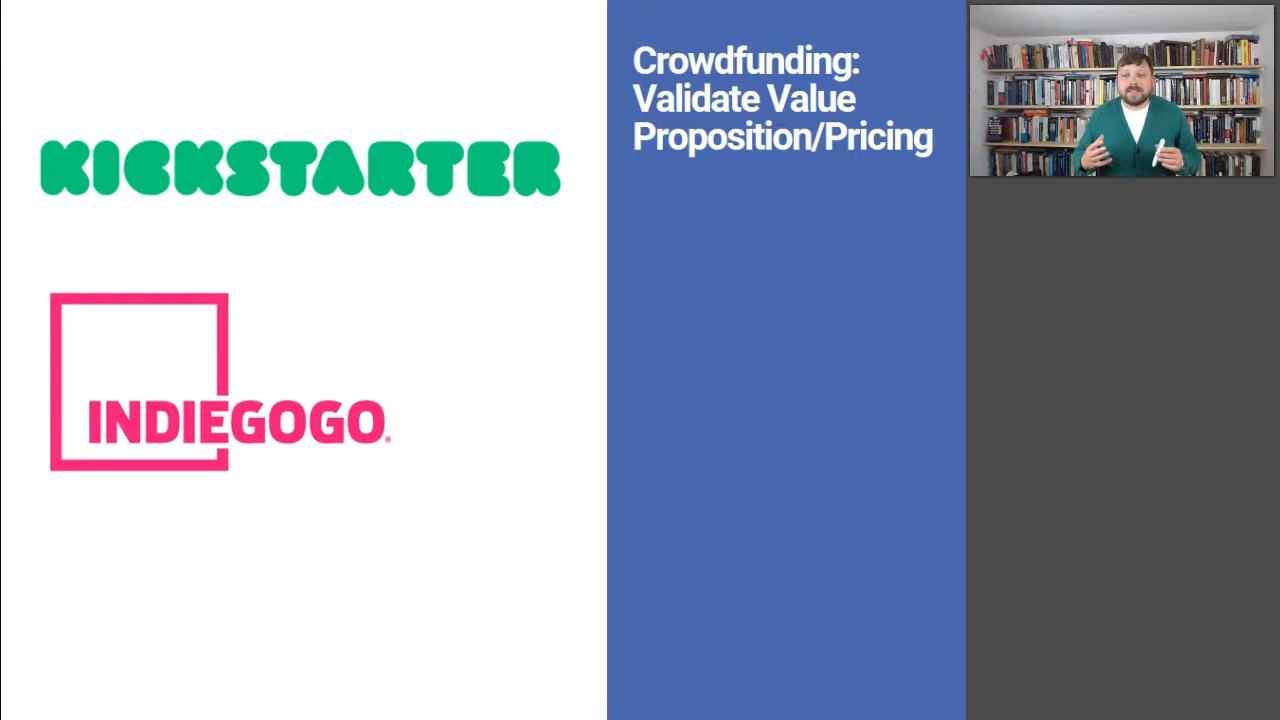 KICKSTARTER
INDIEGOGO®
Crowdfunding:
Validate Value
Proposition/Pricing